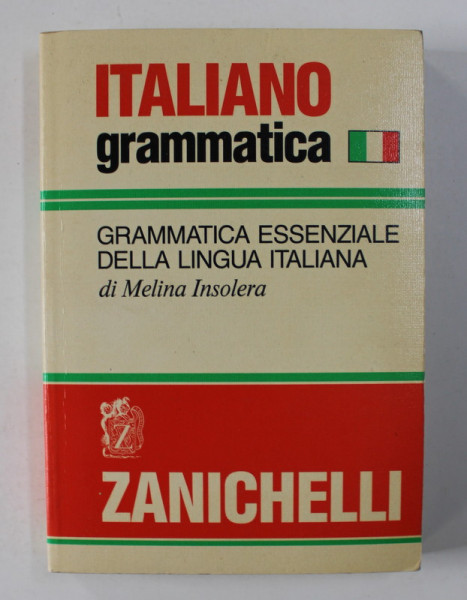 ITALIANO
grammatica
GRAMMATICA ESSENZIALE
DELLA LINGUA ITALIANA
di Melina Insolera
Z
ZANICHELLI